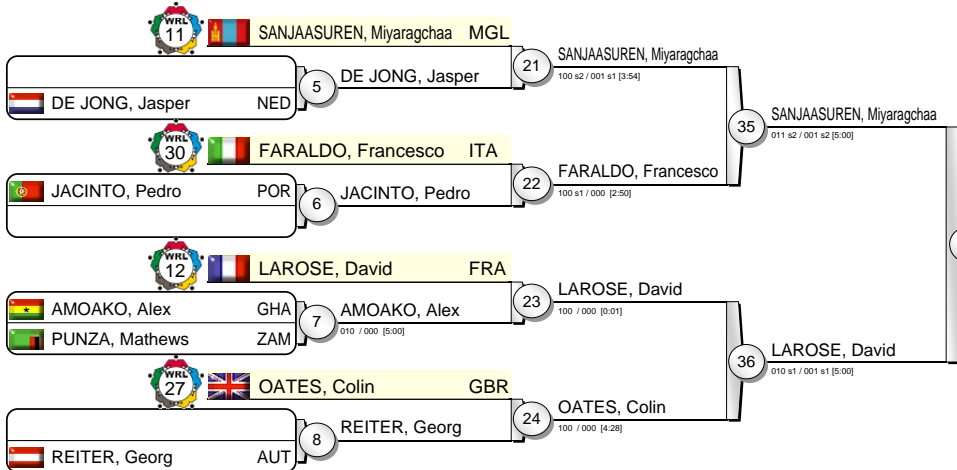 WRL 11 SANJAASUREN, Miyaragchaa MGL
21 SANJAASUREN, Miyaragchaa
100 s2 / 001 s1 [3:54]
5 DE JONG, Jasper
DE JONG, Jasper NED
35 SANJAASUREN, Miyaragchaa
011 s2 / 001 s2 [5:00]
WRL 30 FARALDO, Francesco ITA
22 FARALDO, Francesco
100 s1 / 000 [2:50]
JACINTO, Pedro POR
6 JACINTO, Pedro
WRL 12 LAROSE, David FRA
23 LAROSE, David
100 / 000 [0:01]
AMOAKO, Alex GHA
7 AMOAKO, Alex
010 / 000 [5:00]
PUNZA, Mathews ZAM
36 LAROSE, David
010 s1 / 001 s1 [5:00]
WRL 27 OATES, Colin GBR
24 OATES, Colin
100 / 000 [4:28]
8 REITER, Georg
REITER, Georg AUT